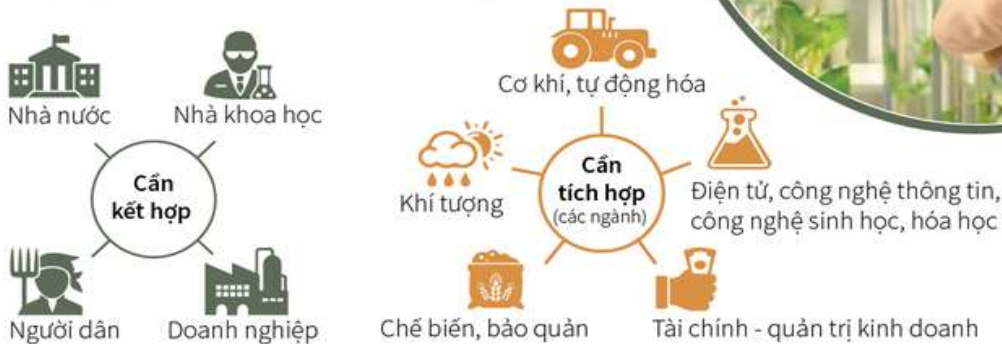 Nhà nước
Nhà khoa học
Cần
kết hợp
Người dân
Doanh nghiệp
Cơ khí, tự động hóa
Khí tượng
Cần
tích hợp
(các ngành)
Điện tử, công nghệ thông tin,
công nghệ sinh học, hóa học
Chế biến, bảo quản
Tài chính - quản trị kinh doanh